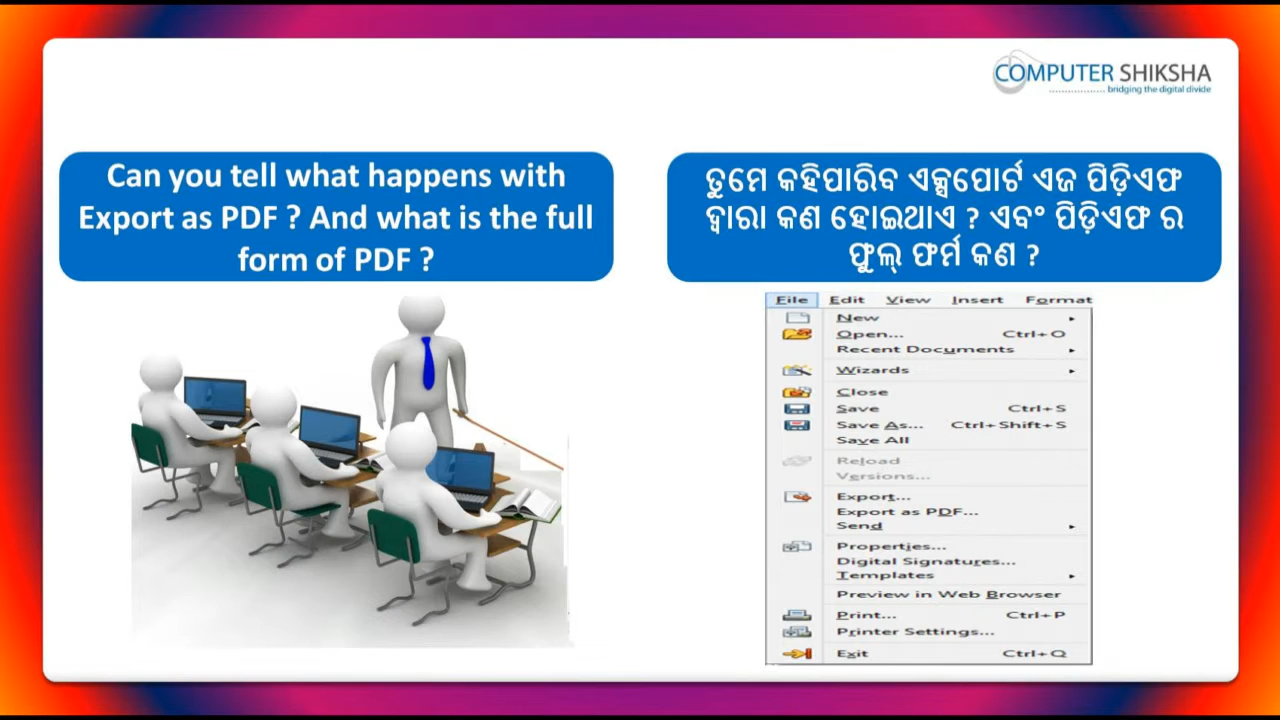 COMPUTER SHIKSHA
bridging the digital divide
Can you tell what happens with
Export as PDF ? And what is the full
form of PDF ?
ତୁମେ କହିପାରିବ ଏକ୍ସପୋର୍ଟ ଏଜ ପିଡ଼ିଏଫ
ଦ୍ୱାରା କଣ ହୋଇଥାଏ ? ଏବଂ ପିଡ଼ିଏଫ ର
ଫୁଲ୍ ଫର୍ମ କଣ ?
File Edit View Insert Format
New
Open... Ctrl+O
Recent Documents
Wizards
Close
Save Ctrl+S
Save As... Ctrl+Shift+S
Save All
Reload
Versions...
Export...
Export as PDF...
Send
Properties...
Digital Signatures...
Templates
Preview in Web Browser
Print... Ctrl+P
Printer Settings...
Exit Ctrl+Q